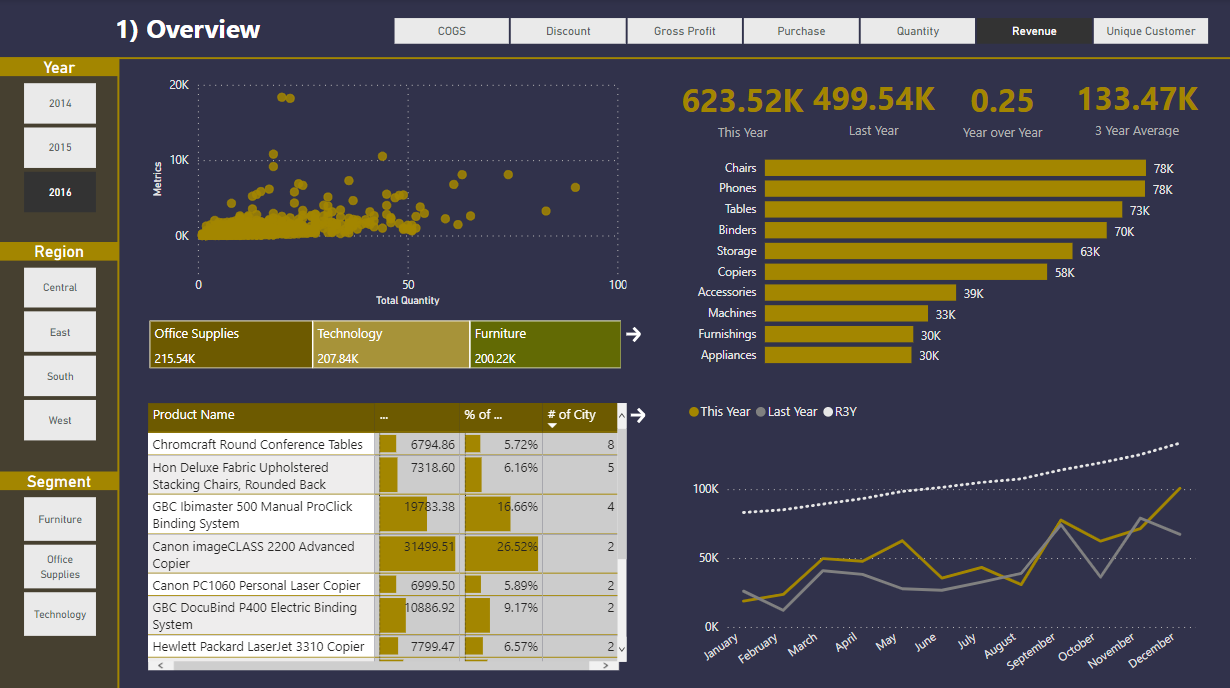 1) Overview
COGS
Discount
Gross Profit
Purchase
Quantity
Revenue
Unique Customer
Year
2014
2015
2016
Region
Central
East
South
West
Segment
Furniture
Office
Supplies
Technology
20K
10K
0K
Metrics
0
50
100
Total Quantity
623.52K
This Year
499.54K
Last Year
0.25
Year over Year
133.47K
3 Year Average
Chairs 78K
Phones 78K
Tables 73K
Binders 70K
Storage 63K
Copiers 58K
Accessories 39K
Machines 33K
Furnishings 30K
Appliances 30K
Office Supplies
215.54K
Technology
207.84K
Furniture
200.22K
Product Name ... % of ... # of City
Chromcraft Round Conference Tables 6794.86 5.72% 8
Hon Deluxe Fabric Upholstered 7318.60 6.16% 5
Stacking Chairs, Rounded Back
GBC Ibimaster 500 Manual ProClick 19783.38 16.66% 4
Binding System
Canon imageCLASS 2200 Advanced 31499.51 26.52% 2
Copier
Canon PC1060 Personal Laser Copier 6999.50 5.89% 2
GBC DocuBind P400 Electric Binding 10886.92 9.17% 2
System
Hewlett Packard LaserJet 3310 Copier 7799.47 6.57% 2
This Year Last Year R3Y
100K
50K
0K
January
February
March
April
May
June
July
August
September
October
November
December